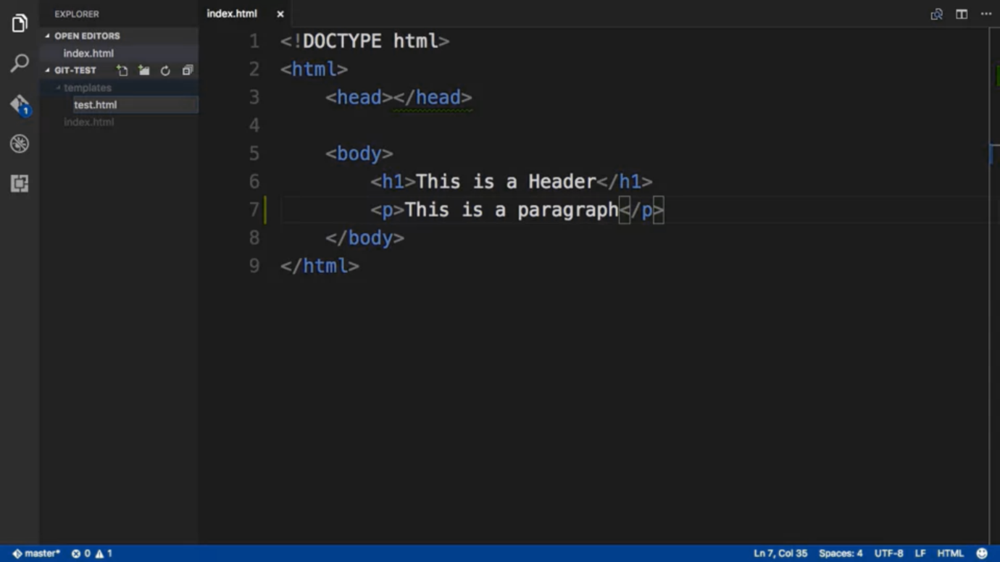 EXPLORER
OPEN EDITORS
index.html
GIT-TEST
templates
test.html
index.html
1
index.html
1 <!DOCTYPE html>
2 <html>
3 <head></head>
4
5 <body>
6 <h1>This is a Header</h1>
7 <p>This is a paragraph</p>
8 </body>
9 </html>
master* 0 1 Ln 7, Col 35 Spaces: 4 UTF-8 LF HTML